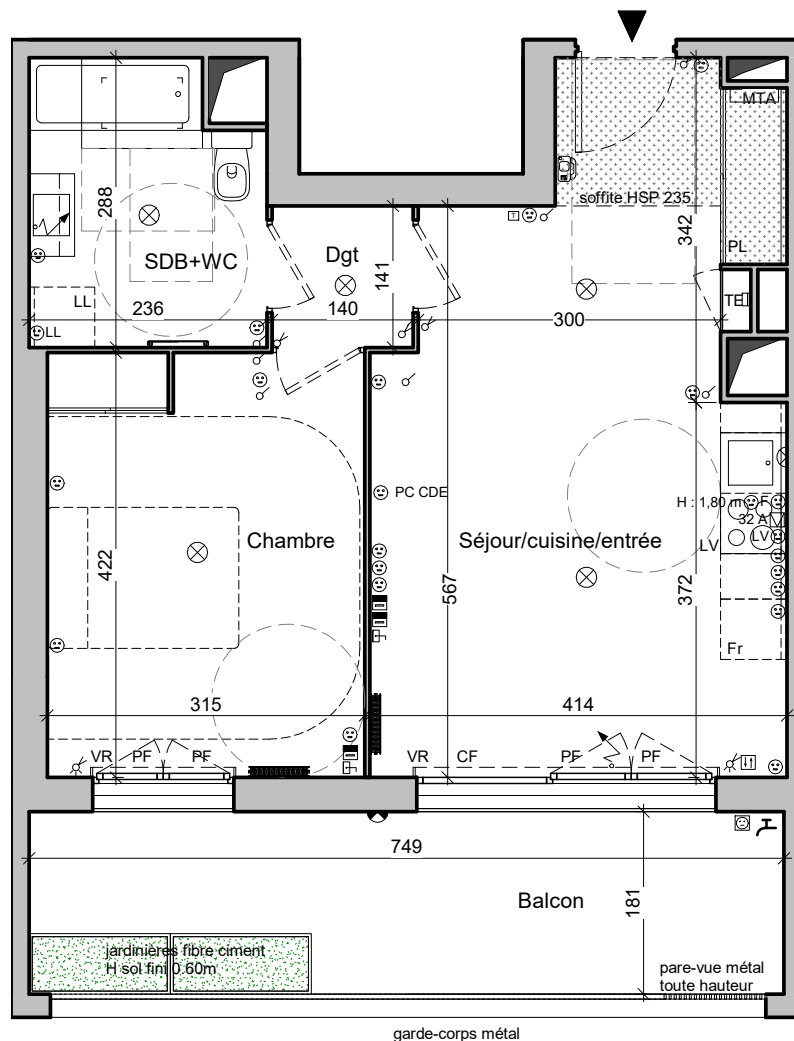 MTA
soffite HSP 235
288
342
Dgt
PL
141
SDB+WC
LL
TE
236
140
300
LL
PC CDE
H : 1,80 m
F
32 A
Chambre
Séjour/cuisine/entrée
LV
LV
422
567
372
Fr
315
414
VR
PF
PF
VR
CF
PF
PF
749
181
Balcon
jardinières fibre ciment
H sol fini 0.60m
pare-vue métal
toute hauteur
garde-corps métal